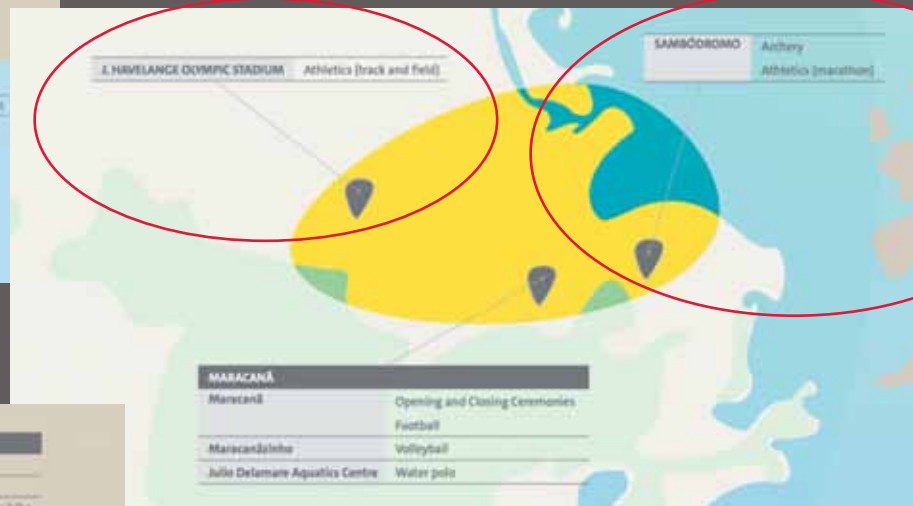 J. HAVELANGE OLYMPIC STADIUM Athletics (track and field)
SAMBÓDROMO Archery
Athletics (marathon)
MARACANÃ
Maracanã Opening and Closing Ceremonies
Football
Maracanãzinho Volleyball
Julio Delamare Aquatics Centre Water polo